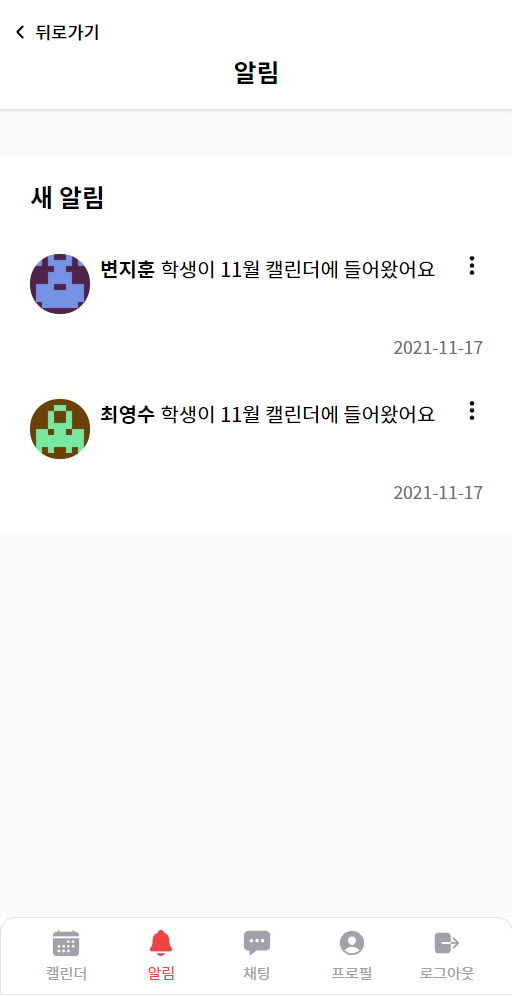 뒤로가기
알림
새 알림
변지훈 학생이 11월 캘린더에 들어왔어요
2021-11-17
최영수 학생이 11월 캘린더에 들어왔어요
2021-11-17
캘린더 알림 채팅 프로필 로그아웃